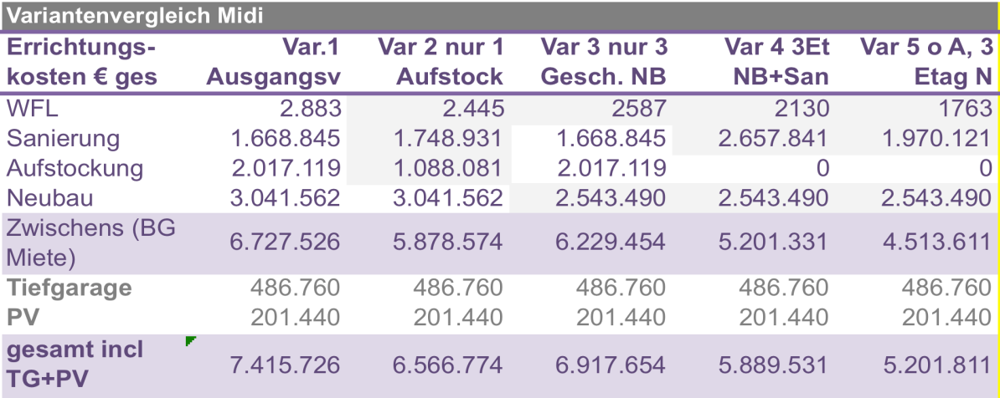 Variantenvergleich Midi
Errichtungs- Var.1 Var 2 nur 1 Var 3 nur 3 Var 4 3Et Var 5 o A, 3
kosten € ges Ausgangsv Aufstock Gesch. NB NB+San Etag N
WFL 2.883 2.445 2587 2130 1763
Sanierung 1.668.845 1.748.931 1.668.845 2.657.841 1.970.121
Aufstockung 2.017.119 1.088.081 2.017.119 0 0
Neubau 3.041.562 3.041.562 2.543.490 2.543.490 2.543.490
Zwischens (BG
Miete) 6.727.526 5.878.574 6.229.454 5.201.331 4.513.611
Tiefgarage 486.760 486.760 486.760 486.760 486.760
PV 201.440 201.440 201.440 201.440 201.440
gesamt incl
TG+PV 7.415.726 6.566.774 6.917.654 5.889.531 5.201.811